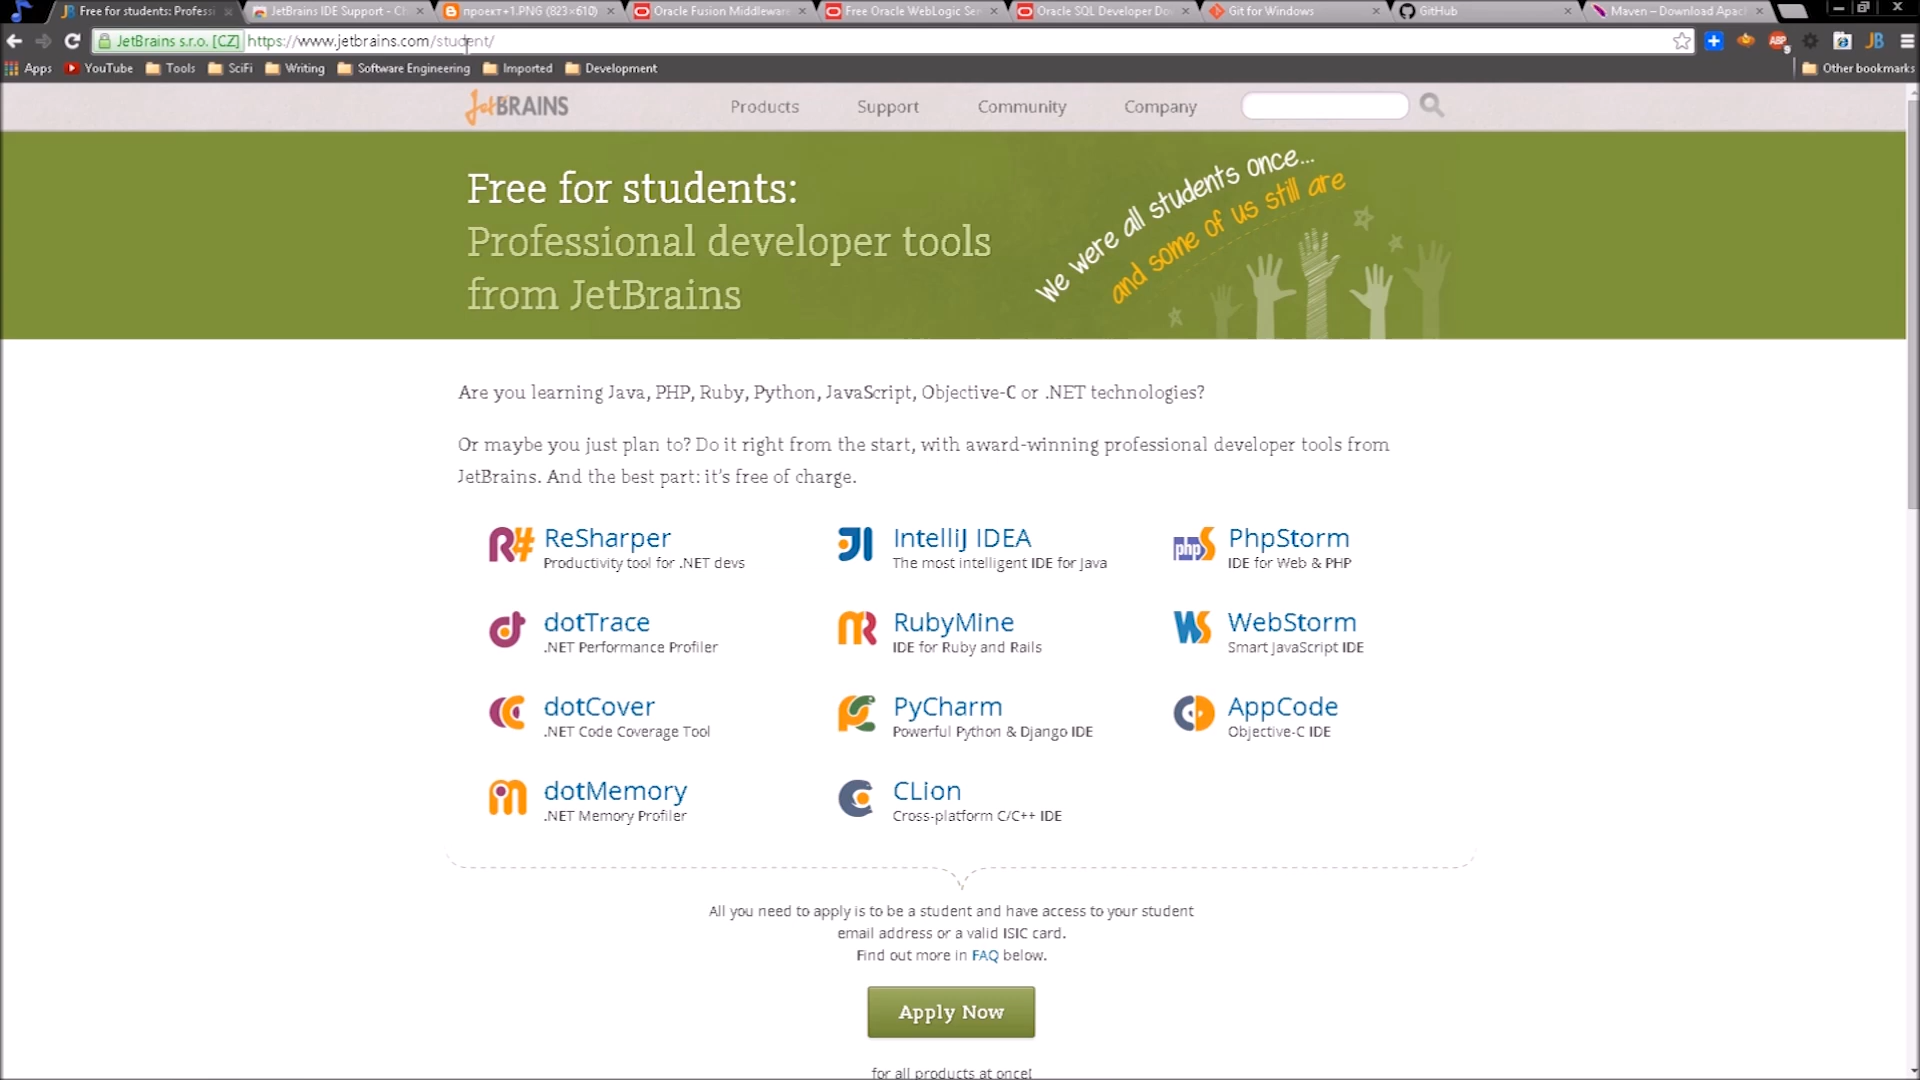 Free for students: Profess
JetBrains IDE Support - Ch
проект+1.PNG (823×610)
Oracle Fusion Middleware
Free Oracle WebLogic Ser
Oracle SQL Developer Do
Git for Windows
GitHub
Maven – Download Apac
JetBrains s.r.o. [CZ] https://www.jetbrains.com/student/
Apps
YouTube
Tools
SciFi
Writing
Software Engineering
Imported
Development
Other bookmarks
JetBRAINS
Products
Support
Community
Company
Free for students:
Professional developer tools
from JetBrains
We were all students once...
and some of us still are
Are you learning Java, PHP, Ruby, Python, JavaScript, Objective-C or .NET technologies?
Or maybe you just plan to? Do it right from the start, with award-winning professional developer tools from
JetBrains. And the best part: it's free of charge.
ReSharper
Productivity tool for .NET devs
IntelliJ IDEA
The most intelligent IDE for Java
PhpStorm
IDE for Web & PHP
dotTrace
.NET Performance Profiler
RubyMine
IDE for Ruby and Rails
WebStorm
Smart JavaScript IDE
dotCover
.NET Code Coverage Tool
PyCharm
Powerful Python & Django IDE
AppCode
Objective-C IDE
dotMemory
.NET Memory Profiler
CLion
Cross-platform C/C++ IDE
All you need to apply is to be a student and have access to your student
email address or a valid ISIC card.
Find out more in FAQ below.
Apply Now
for all products at once!